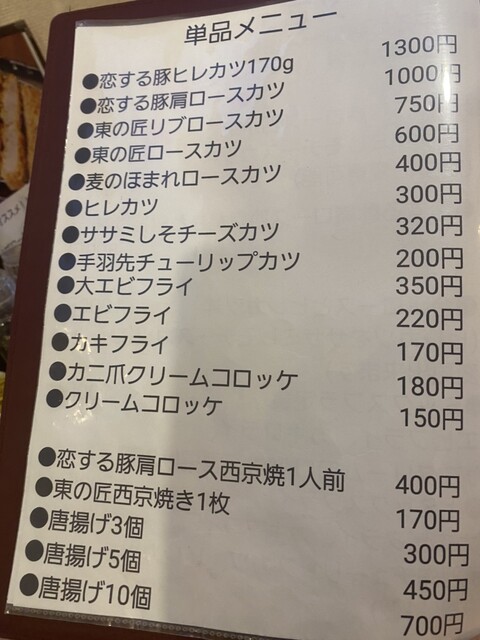 単品メニュー
●恋する豚ヒレカツ170g 1300円
●恋する豚肩ロースカツ 1000円
●東の匠リブロースカツ 750円
●東の匠ロースカツ 600円
●麦のほまれロースカツ 400円
●ヒレカツ 300円
●ササミしそチーズカツ 320円
●手羽先チューリップカツ 200円
●大エビフライ 350円
●エビフライ 220円
●カキフライ 170円
●カニ爪クリームコロッケ 180円
●クリームコロッケ 150円
●恋する豚肩ロース西京焼1人前 400円
●東の匠西京焼き1枚 170円
●唐揚げ3個 300円
●唐揚げ5個 450円
●唐揚げ10個 700円